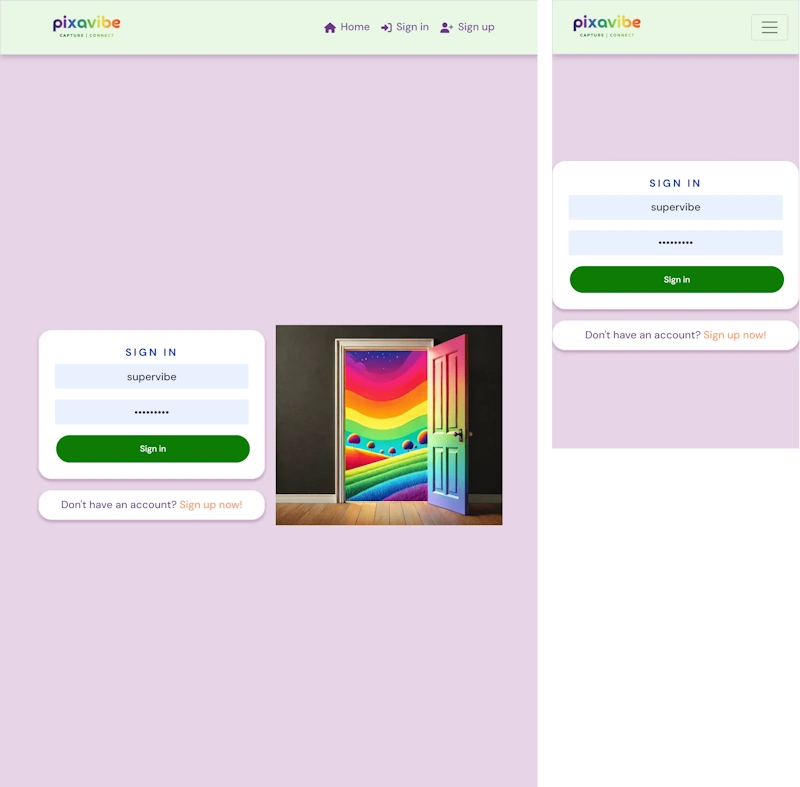 pixavibe
CAPTURE | CONNECT
Home
Sign in
Sign up
SIGN IN
supervibe
•••••••••
Sign in
Don't have an account? Sign up now!
pixavibe
CAPTURE | CONNECT
SIGN IN
supervibe
•••••••••
Sign in
Don't have an account? Sign up now!